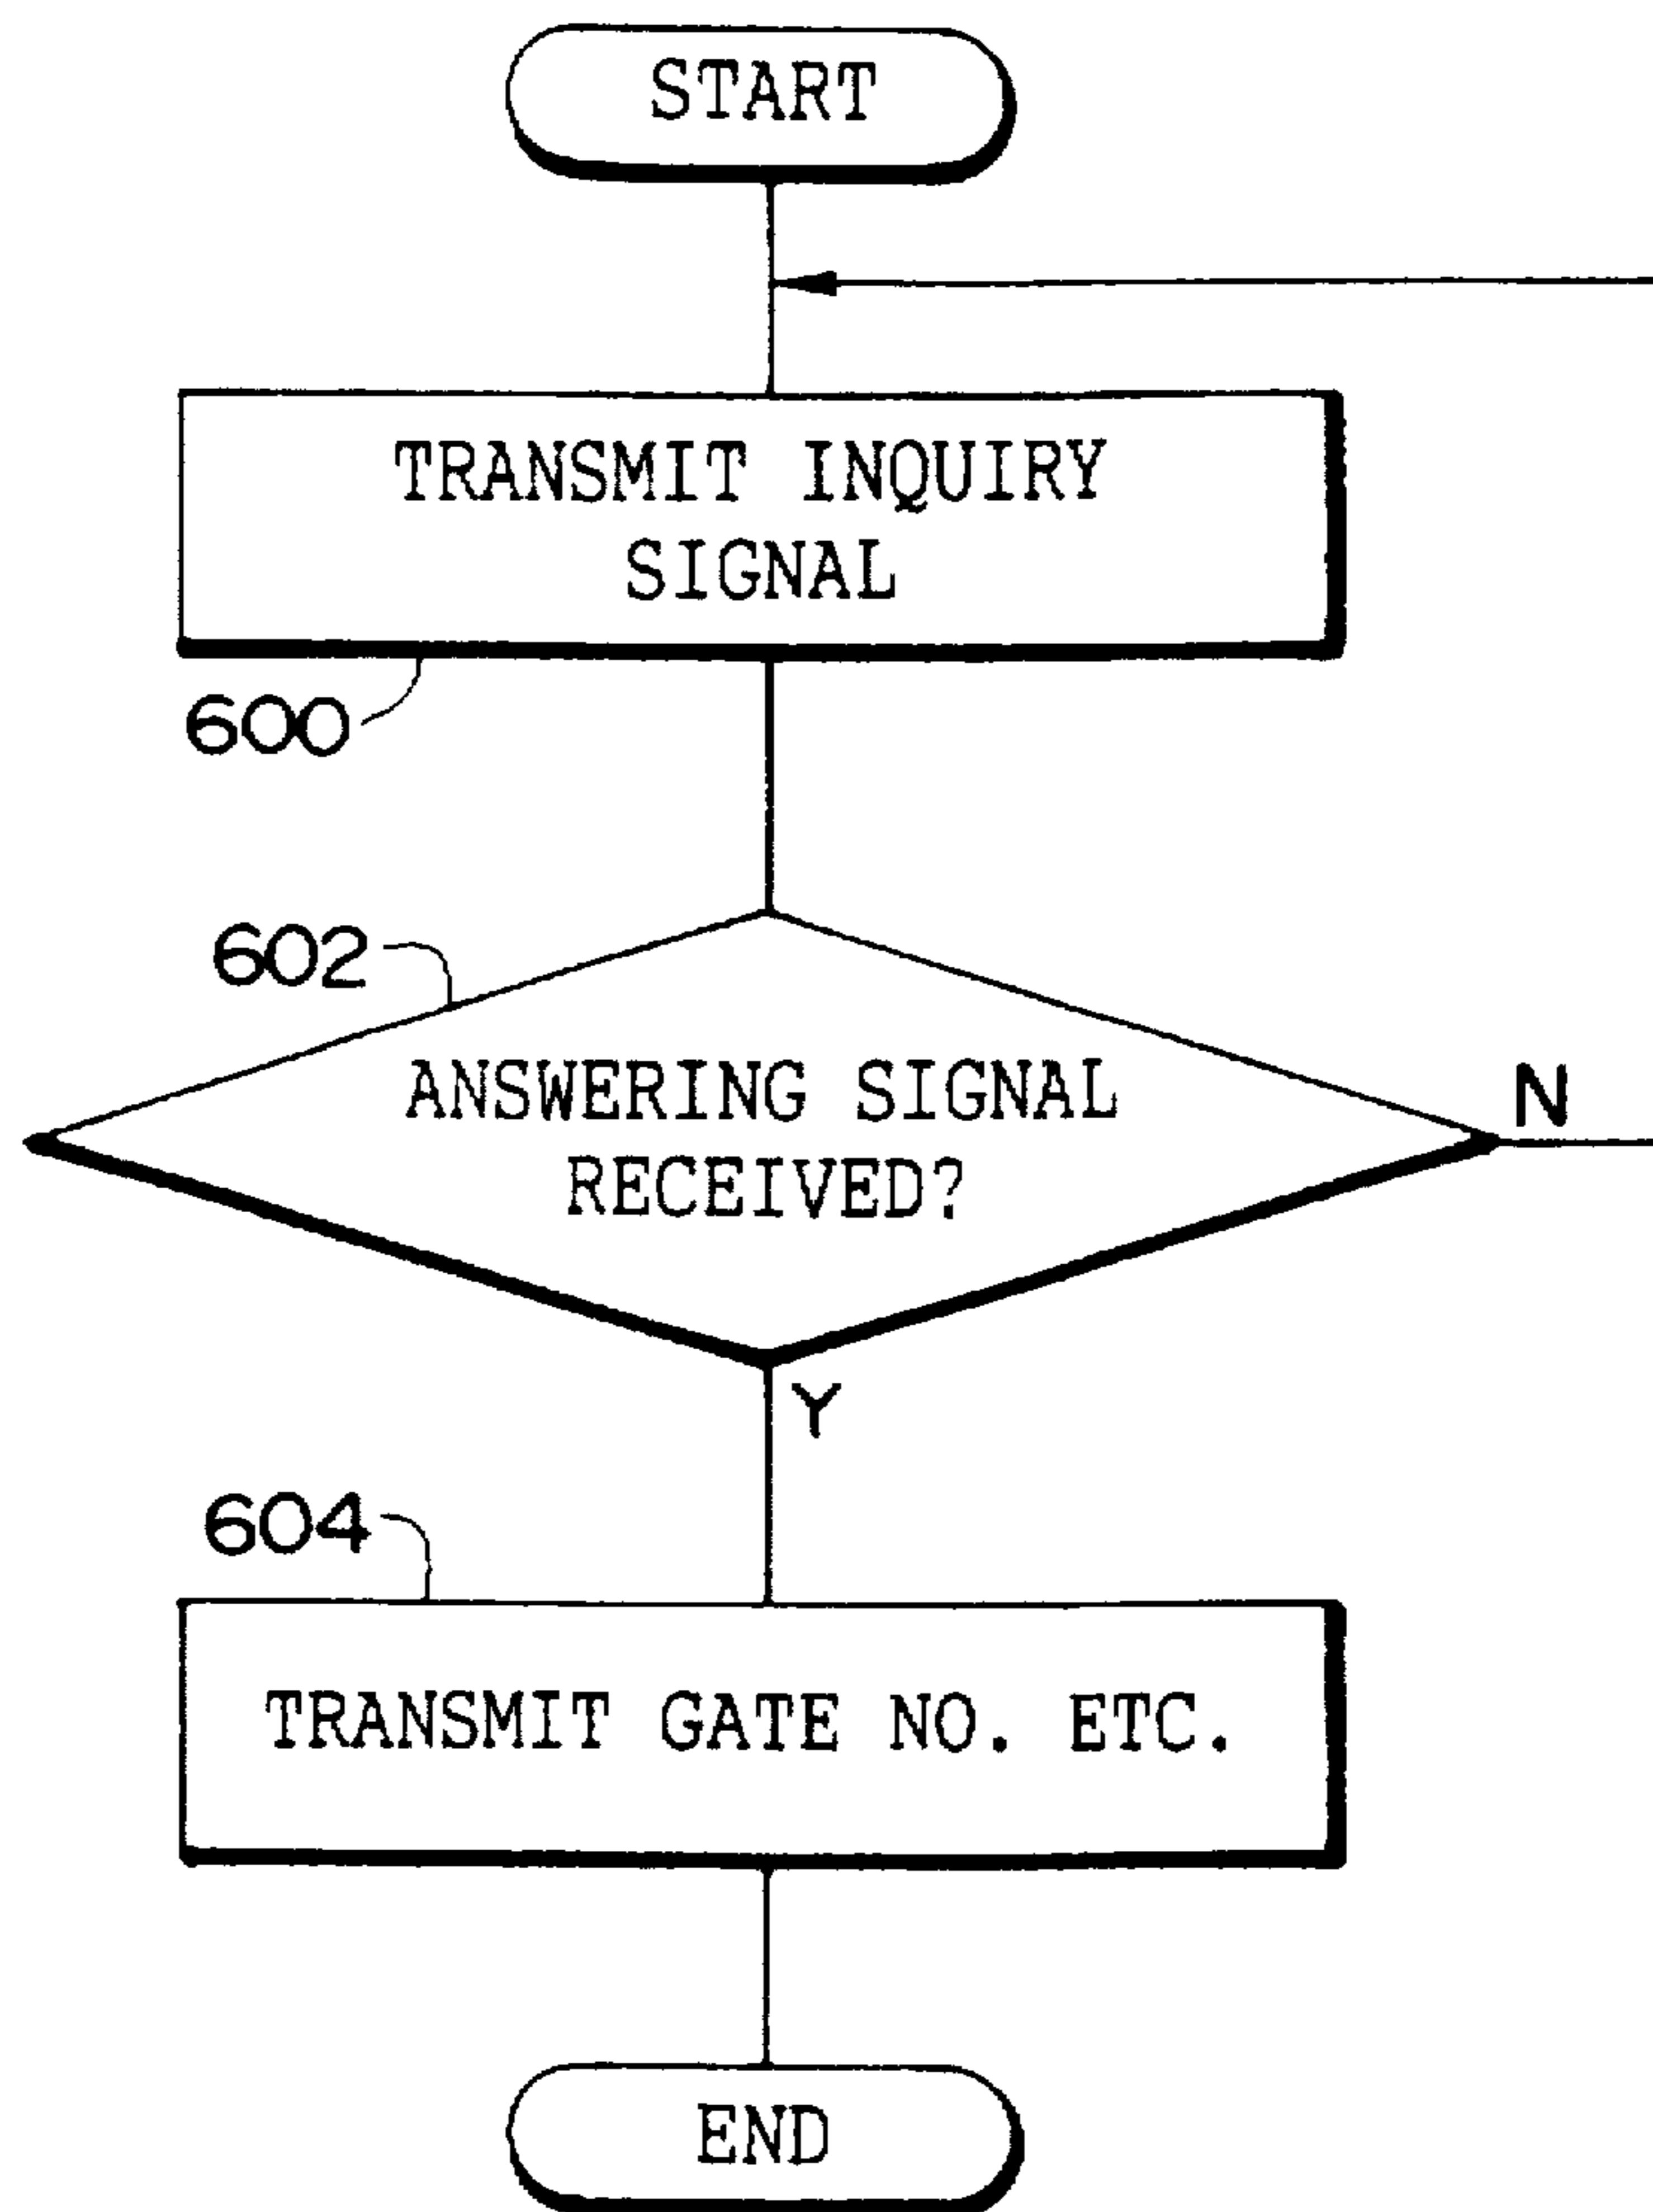 START
TRANSMIT INQUIRY
SIGNAL
600
602
ANSWERING SIGNAL
RECEIVED?
N
Y
604
TRANSMIT GATE NO. ETC.
END